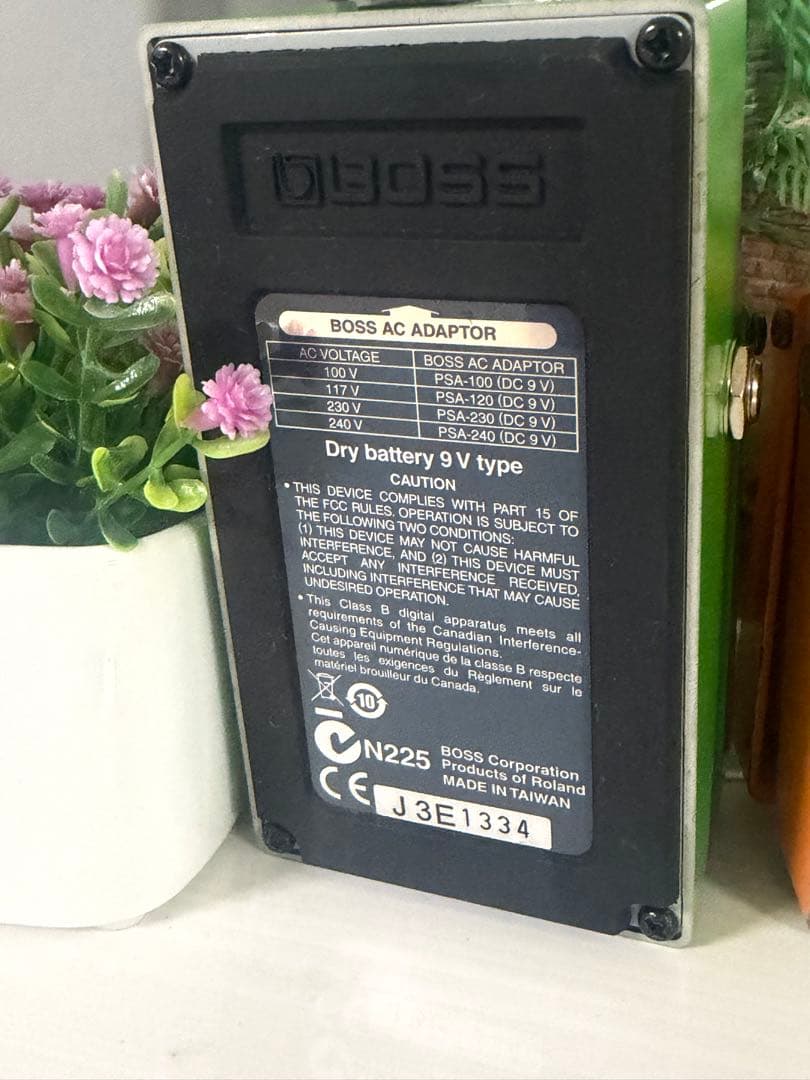 BOSS
BOSS AC ADAPTOR
AC VOLTAGE BOSS AC ADAPTOR
100 V PSA-100 (DC 9 V)
117 V PSA-120 (DC 9 V)
230 V PSA-230 (DC 9 V)
240 V PSA-240 (DC 9 V)
Dry battery 9 V type
CAUTION
• THIS DEVICE COMPLIES WITH PART 15 OF
THE FCC RULES. OPERATION IS SUBJECT TO
THE FOLLOWING TWO CONDITIONS:
(1) THIS DEVICE MAY NOT CAUSE HARMFUL
INTERFERENCE, AND (2) THIS DEVICE MUST
ACCEPT ANY INTERFERENCE RECEIVED,
INCLUDING INTERFERENCE THAT MAY CAUSE
UNDESIRED OPERATION.
• This Class B digital apparatus meets all
requirements of the Canadian Interference-
Causing Equipment Regulations.
Cet appareil numérique de la classe B respecte
toutes les exigences du Règlement sur le
matériel brouilleur du Canada.
10
N225
BOSS Corporation
Products of Roland
MADE IN TAIWAN
CE
J3E1334